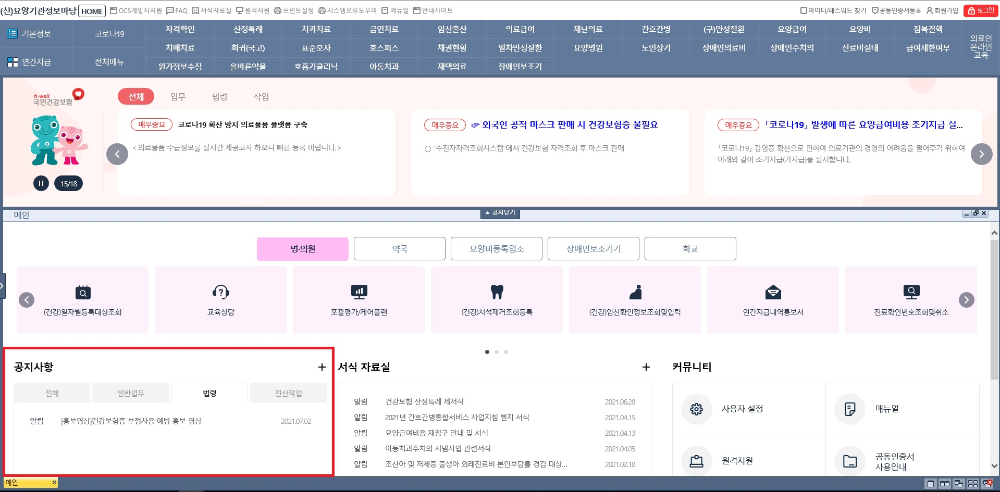 (신)요양기관정보마당 HOME OCS개발자지원 FAQ 서식자료실 원격지원 프린트설정 시스템오류도우미 메뉴얼 안내사이트 아이디/패스워드 찾기 공동인증서등록 회원가입 로그인
기본정보 코로나19
연간지급 전체메뉴
자격확인 산정특례 치과치료 금연치료 임신출산 의료급여 재난의료 간호간병 (구)만성질환 요양급여 요양비 잠복결핵
치매치료 희귀(국고) 표준모자 호스피스 채권현황 일차만성질환 요양병원 노인장기 장애인의료비 장애인주치의 진료비실태 급여제한여부
원가정보수집 올바른약물 호흡기클리닉 아동치과 재택의료 장애인보조기
의료인
온라인
교육
h·well
국민건강보험
15/18
전체 업무 법령 작업
매우중요 코로나19 확산 방지 의료물품 플랫폼 구축
< 의료물품 수급정보를 실시간 제공코자 하오니 빠른 등록 바랍니다. >
매우중요 ☞ 외국인 공적 마스크 판매 시 건강보험증 불필요
○ "수진자자격조회시스템"에서 건강보험 자격조회 후 마스크 판매
매우중요 「코로나19」 발생에 따른 요양급여비용 조기지급 실...
「코로나19」 감염증 확산으로 인하여 의료기관의 경영의 어려움을 덜어주기 위하여
아래와 같이 조기지급(가지급)을 실시합니다.
메인
▲ 공지닫기
병·의원 약국 요양비등록업소 장애인보조기기 학교
(건강)일자별등록대상조회 교육상담 포괄평가/케어플랜 (건강)치석제거조회등록 (건강)임신확인정보조회및입력 연간지급내역통보서 진료확인번호조회및취소
공지사항 +
전체 일반업무 법령 전산작업
알림 [홍보영상]건강보험증 부정사용 예방 홍보 영상 2021.07.02
서식 자료실 +
알림 건강보험 산정특례 제서식 2021.06.28
알림 2021년 간호간병통합서비스 사업지침 별지 서식 2021.04.15
알림 요양급여비용 재청구 안내 및 서식 2021.04.13
알림 아동치과주치의 시범사업 관련서식 2021.04.05
알림 조산아 및 저체중 출생아 외래진료비 본인부담률 경감 대상... 2021.02.18
커뮤니티
사용자 설정 매뉴얼
원격지원 공동인증서
사용안내
메인